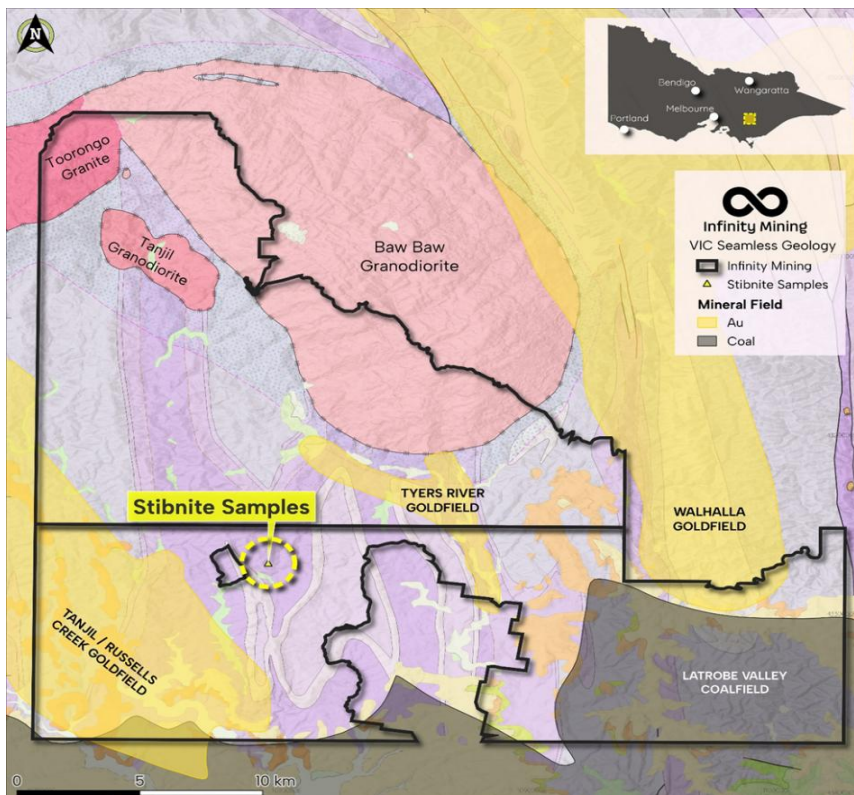 N
Bendigo
Wangaratta
Melbourne
Portland
Infinity Mining
VIC Seamless Geology
Infinity Mining
Stibnite Samples
Mineral Field
Au
Coal
Toorongo
Granite
Tanjil
Granodiorite
Baw Baw
Granodiorite
TYERS RIVER
GOLDFIELD
WALHALLA
GOLDFIELD
Stibnite Samples
TANJIL / RUSSELLS
CREEK GOLDFIELD
LATROBE VALLEY
COALFIELD
0
5
10 km